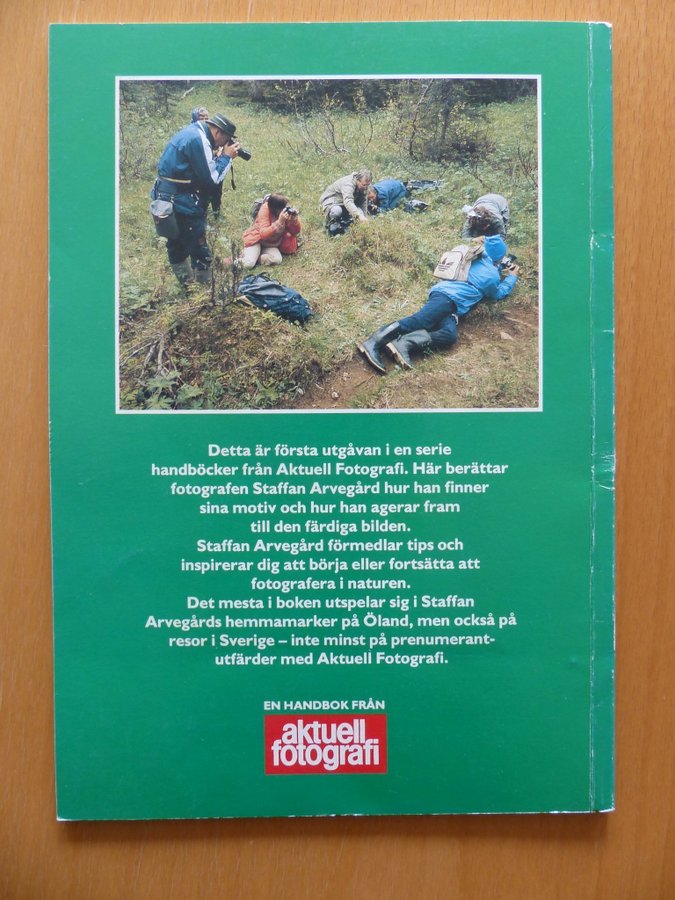 Detta är första utgåvan i en serie
handböcker från Aktuell Fotografi. Här berättar
fotografen Staffan Arvegård hur han finner
sina motiv och hur han agerar fram
till den färdiga bilden.
Staffan Arvegård förmedlar tips och
inspirerar dig att börja eller fortsätta att
fotografera i naturen.
Det mesta i boken utspelar sig i Staffan
Arvegårds hemmamarker på Öland, men också på
resor i Sverige – inte minst på prenumerant-
utfärder med Aktuell Fotografi.
EN HANDBOK FRÅN
aktuell
fotografi